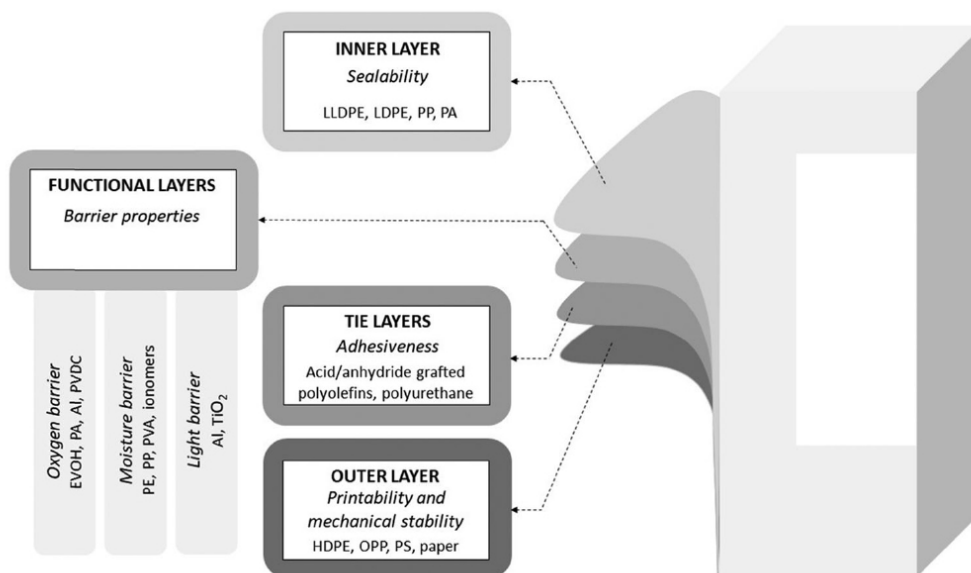 INNER LAYER
Sealability
LLDPE, LDPE, PP, PA
FUNCTIONAL LAYERS
Barrier properties
Oxygen barrier
EVOH, PA, Al, PVDC
Moisture barrier
PE, PP, PVA, ionomers
Light barrier
Al, TiO₂
TIE LAYERS
Adhesiveness
Acid/anhydride grafted
polyolefins, polyurethane
OUTER LAYER
Printability and
mechanical stability
HDPE, OPP, PS, paper